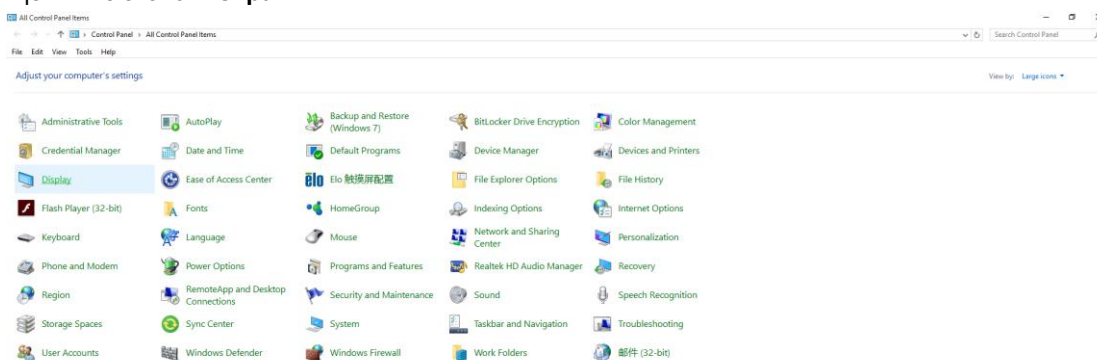 All Control Panel Items
Control Panel › All Control Panel Items
Search Control Panel
File Edit View Tools Help
Adjust your computer's settings
View by: Large icons
Administrative Tools
AutoPlay
Backup and Restore
(Windows 7)
BitLocker Drive Encryption
Color Management
Credential Manager
Date and Time
Default Programs
Device Manager
Devices and Printers
Display
Ease of Access Center
elo
Elo 触摸屏配置
File Explorer Options
File History
Flash Player (32-bit)
Fonts
HomeGroup
Indexing Options
Internet Options
Keyboard
Language
Mouse
Network and Sharing
Center
Personalization
Phone and Modem
Power Options
Programs and Features
Realtek HD Audio Manager
Recovery
Region
RemoteApp and Desktop
Connections
Security and Maintenance
Sound
Speech Recognition
Storage Spaces
Sync Center
System
Taskbar and Navigation
Troubleshooting
User Accounts
Windows Defender
Windows Firewall
Work Folders
邮件 (32-bit)